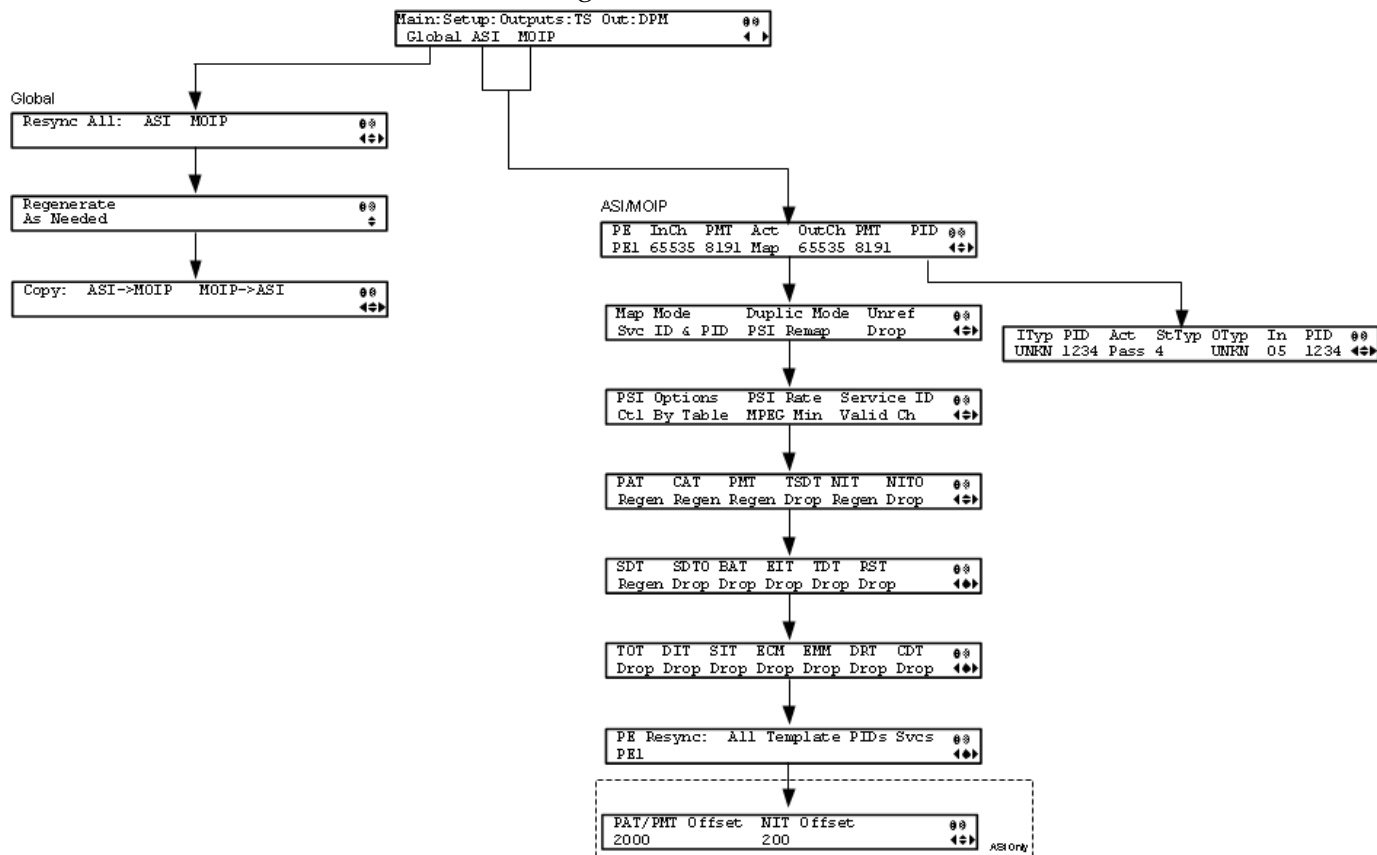 Main:Setup:Outputs:TS Out:DPM
Global ASI MOIP
Global
Resync All: ASI MOIP
Regenerate
As Needed
Copy: ASI->MOIP MOIP->ASI
ASI/MOIP
PE InCh PMT Act OutCh PMT PID
PE1 65535 8191 Map 65535 8191
Map Mode Duplic Mode Unref
Svc ID & PID PSI Remap Drop
ITyp PID Act StTyp OTyp In PID
UNKN 1234 Pass 4 UNKN 05 1234
PSI Options PSI Rate Service ID
Ctl By Table MPEG Min Valid Ch
PAT CAT PMT TSDT NIT NITO
Regen Regen Regen Drop Regen Drop
SDT SDTO BAT EIT TDT RST
Regen Drop Drop Drop Drop Drop
TOT DIT SIT ECM EMM DRT CDT
Drop Drop Drop Drop Drop Drop Drop
PE Resync: All Template PIDs Svcs
PE1
PAT/PMT Offset NIT Offset
2000 200
ASI Only